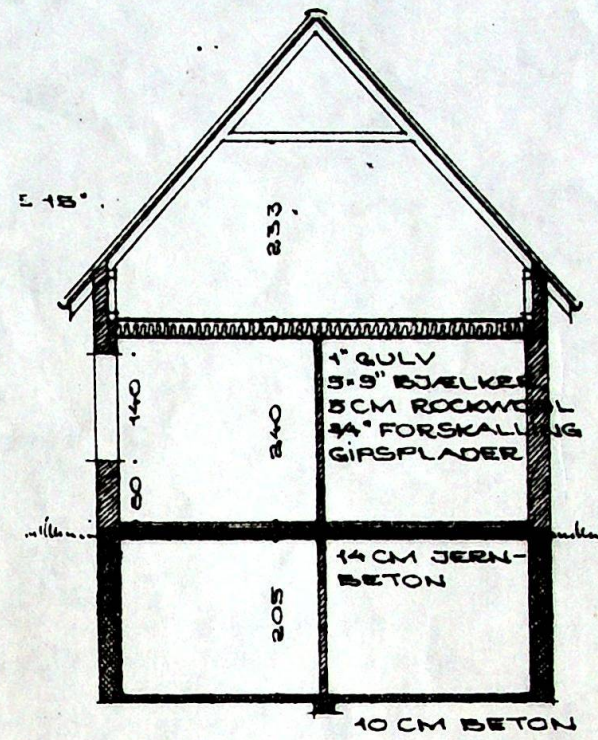 E 18°.
233
1" GULV
5×9" BJÆLKER
5 CM ROCKWOOL
3/4" FORSKALLING
GIPSPLADER
140
240
80
14 CM JERN-
BETON
205
10 CM BETON